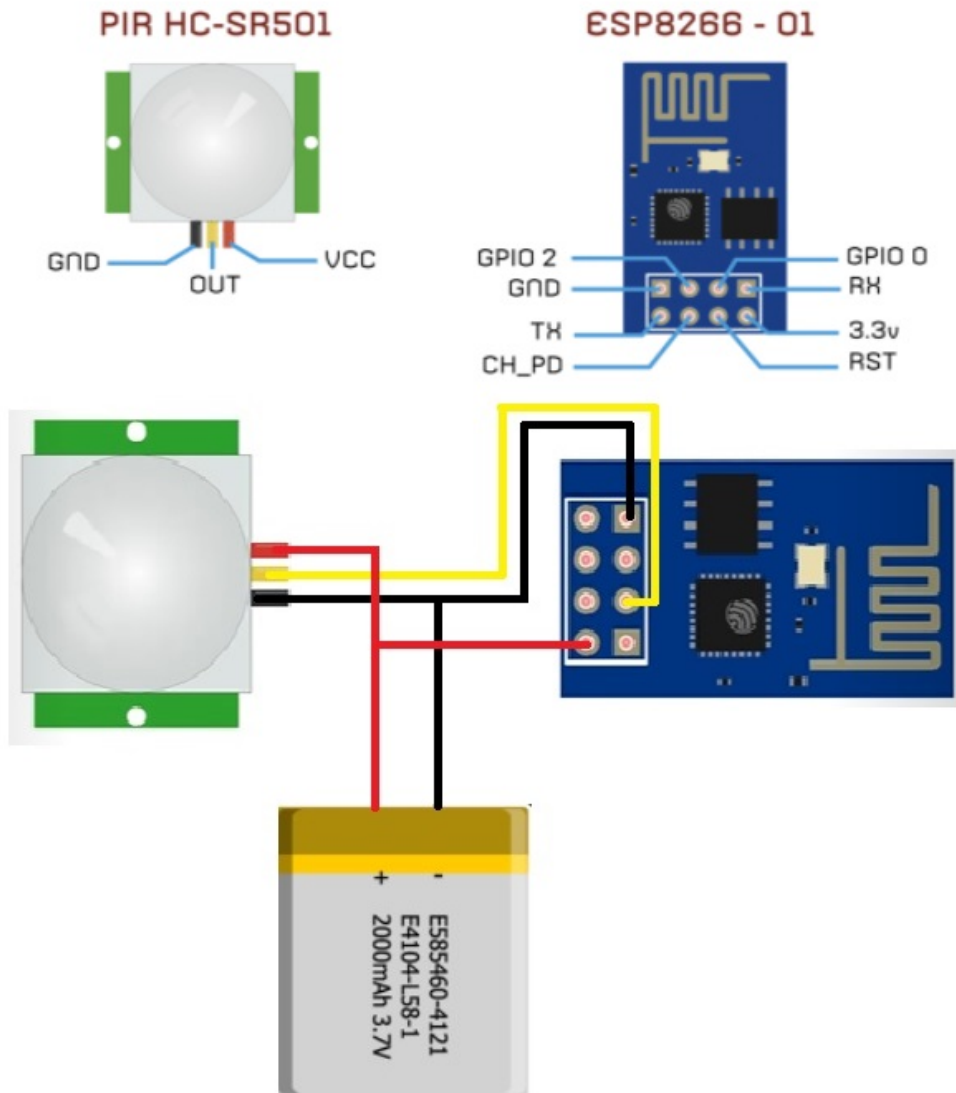 PIR HC-SR501
ESP8266 - 01
GND
OUT
VCC
GPIO 2
GPIO 0
GND
RX
TX
3.3v
CH_PD
RST
+ -
E585460-4121
E4104-L58-1
2000mAh 3.7V